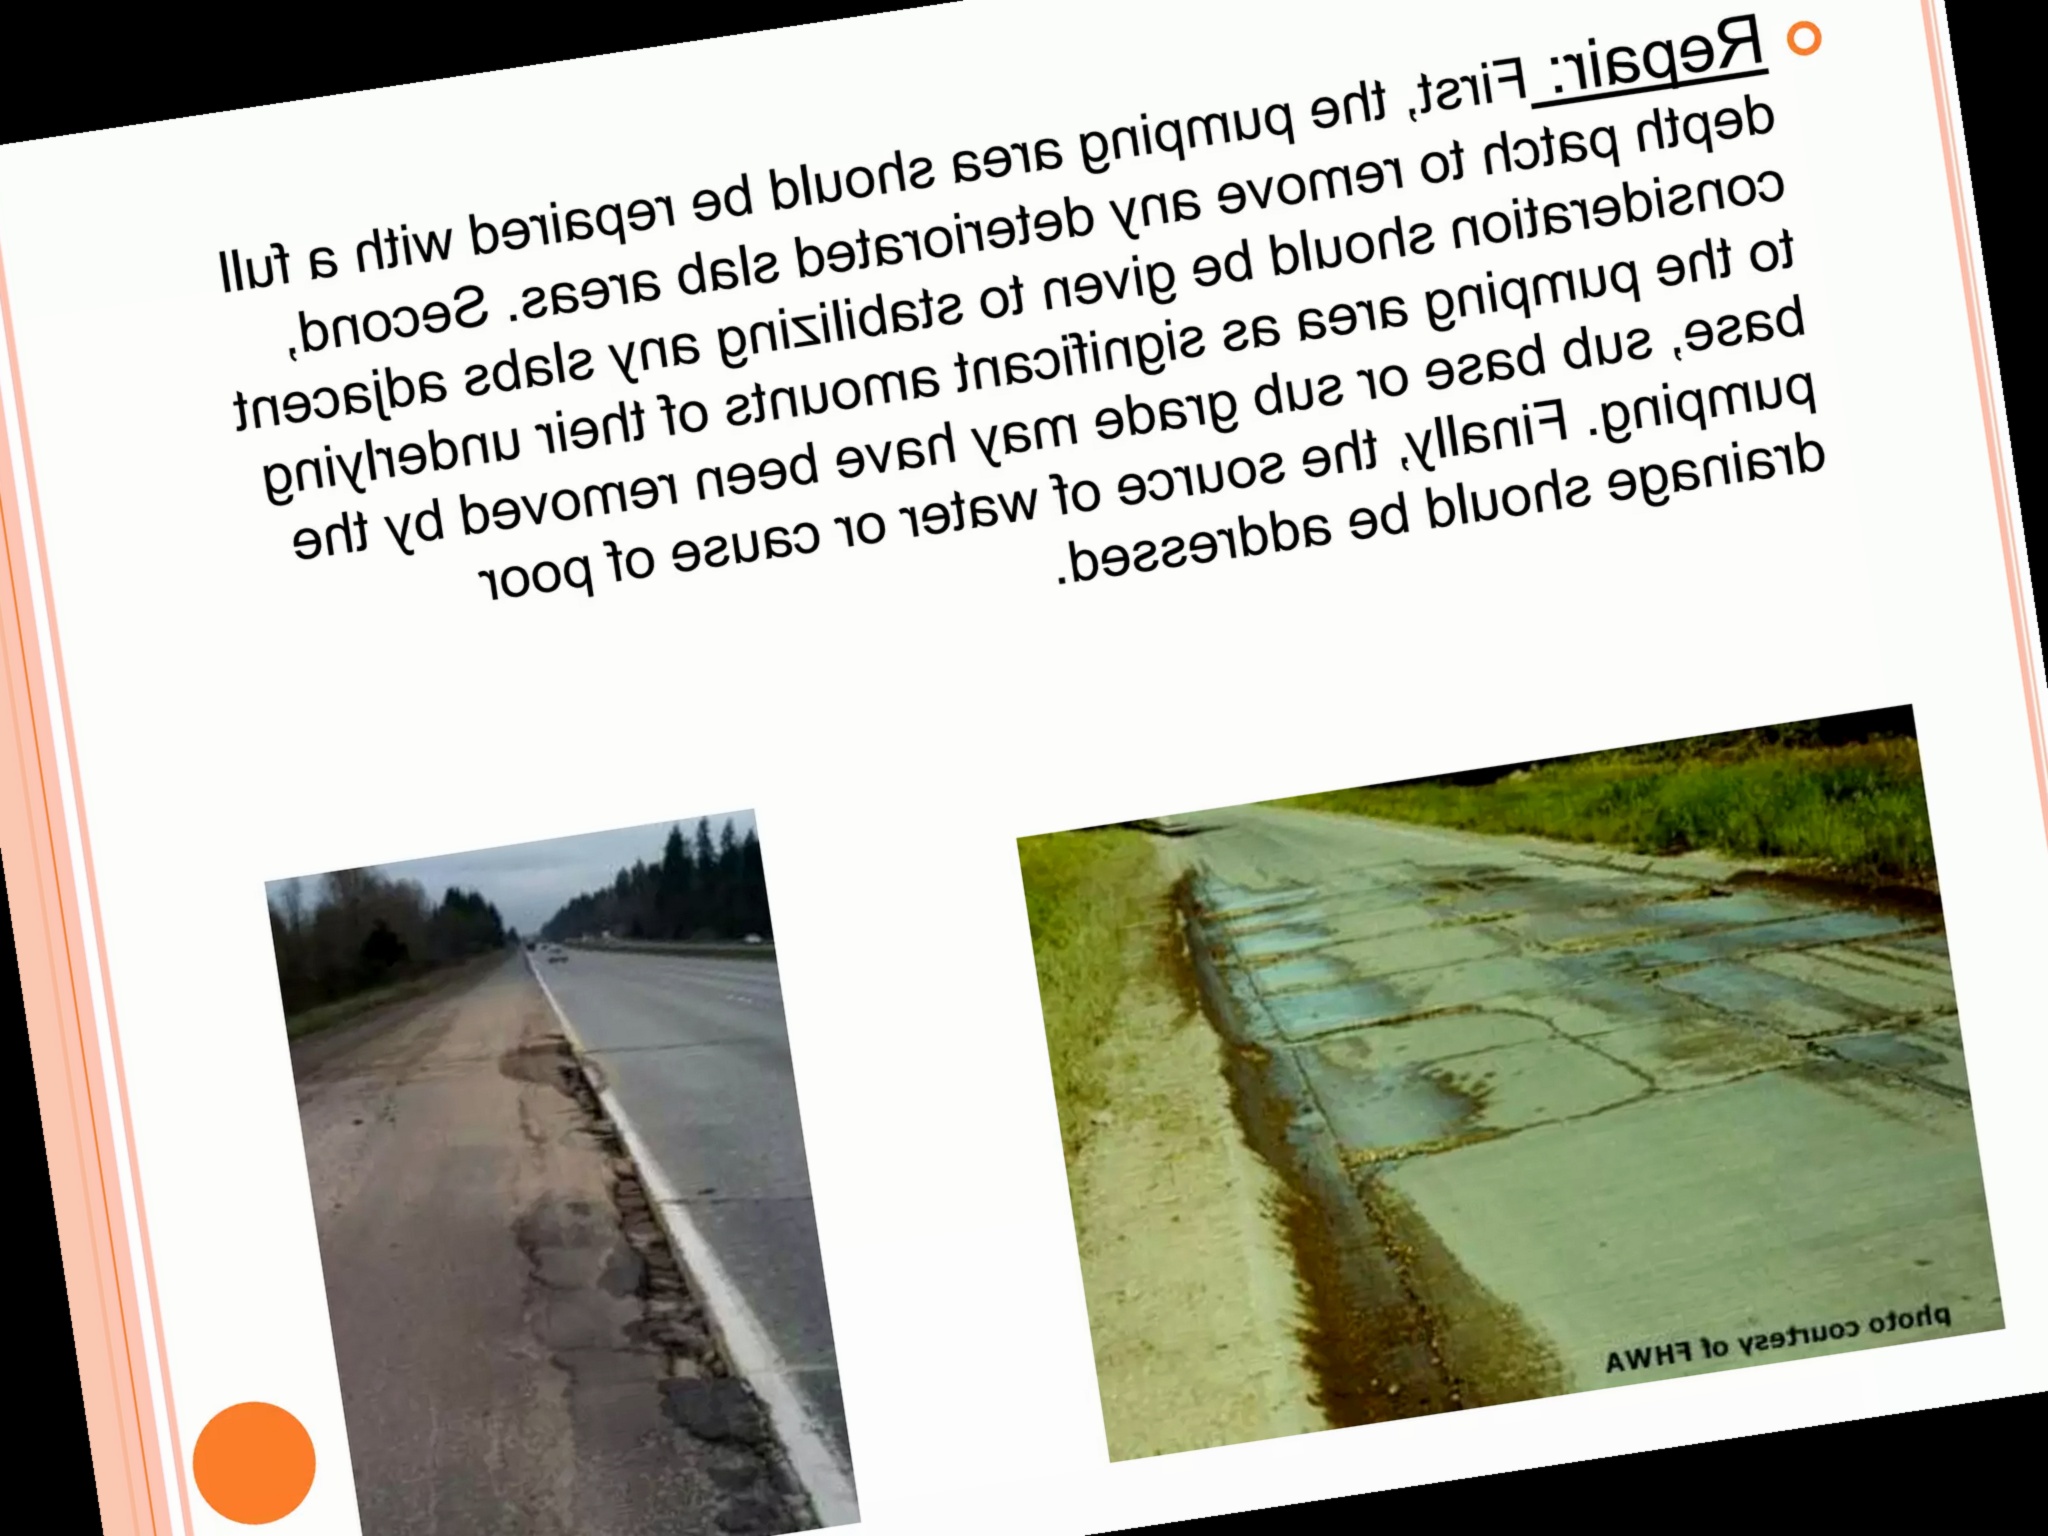 Repair: First, the pumping area should be repaired with a full
depth patch to remove any deteriorated slab areas. Second,
consideration should be given to stabilizing any slabs adjacent
to the pumping area as significant amounts of their underlying
base, sub base or sub grade may have been removed by the
pumping. Finally, the source of water or cause of poor
drainage should be addressed.
photo courtesy of FHWA